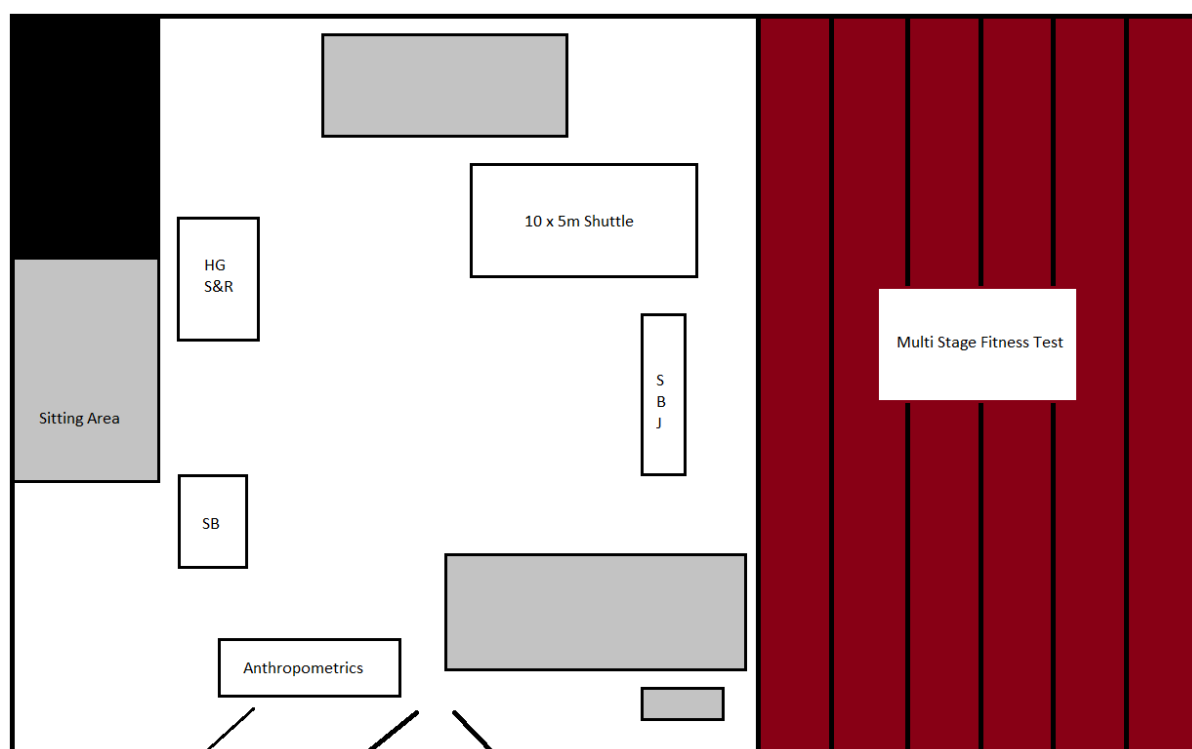 10 x 5m Shuttle
HG
S&R
Multi Stage Fitness Test
S
B
J
Sitting Area
SB
Anthropometrics